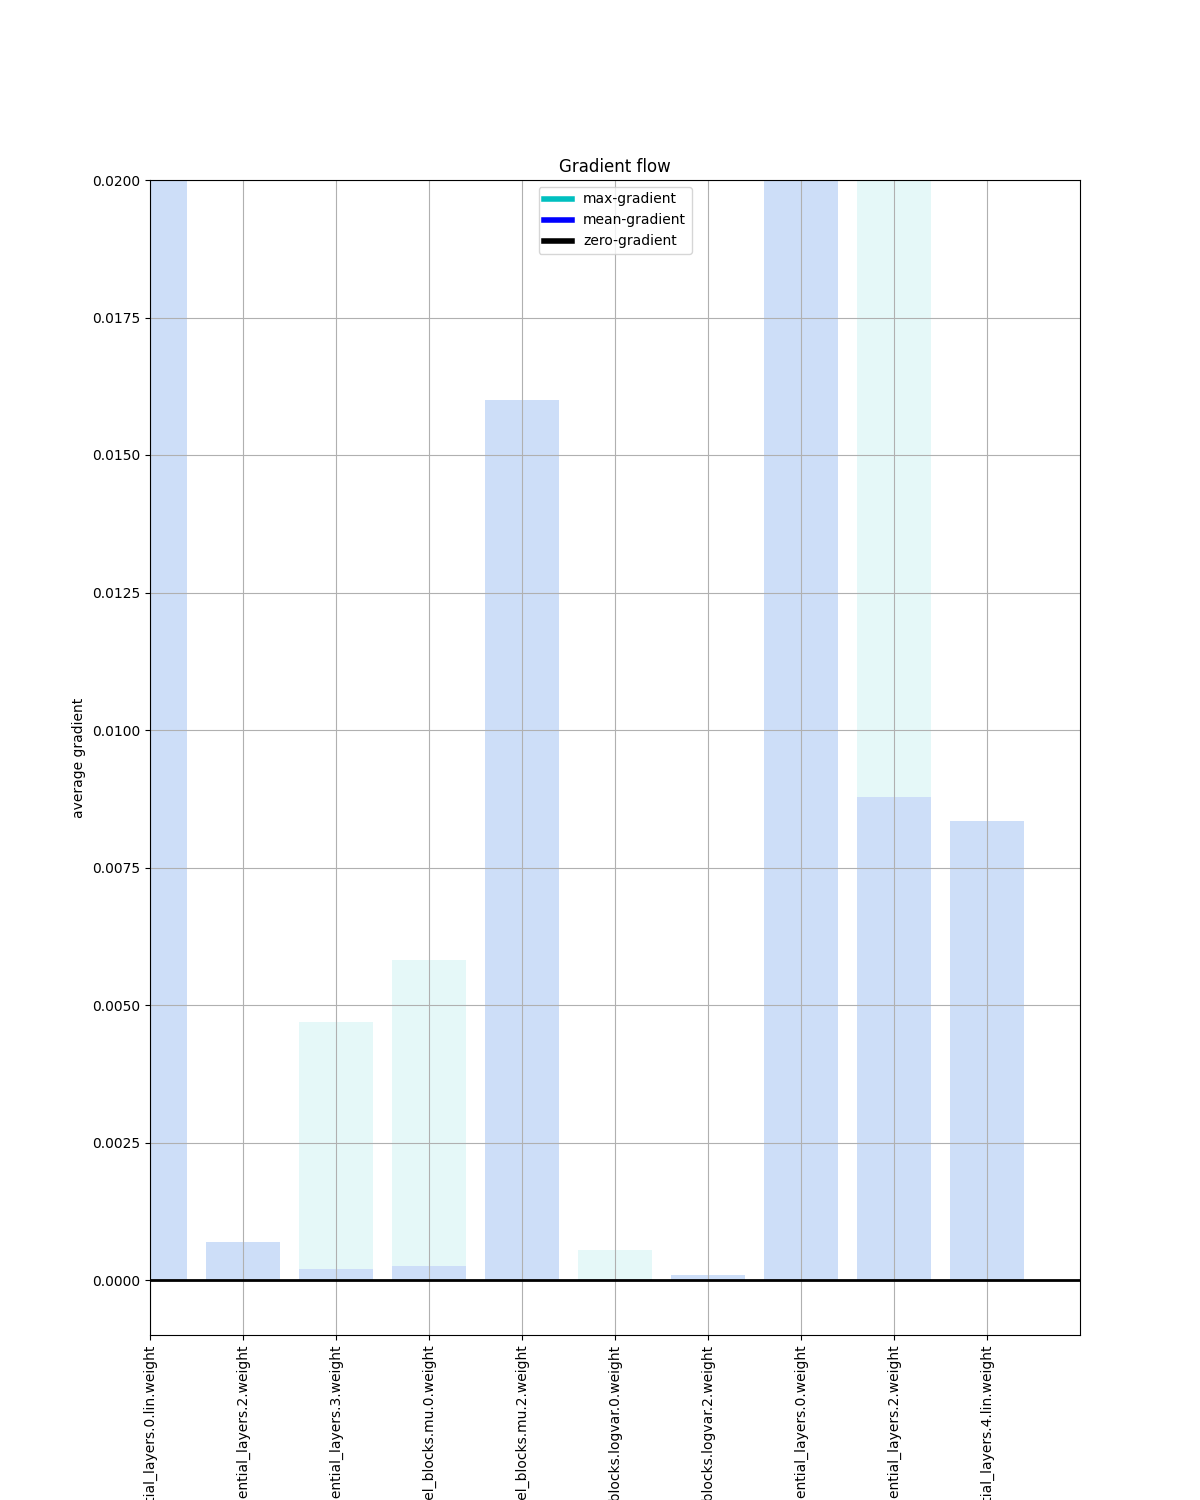 Gradient flow
max-gradient
mean-gradient
zero-gradient
0.0200
0.0175
0.0150
0.0125
0.0100
0.0075
0.0050
0.0025
0.0000
average gradient
tial_layers.0.lin.weight
ential_layers.2.weight
ential_layers.3.weight
el_blocks.mu.0.weight
el_blocks.mu.2.weight
blocks.logvar.0.weight
blocks.logvar.2.weight
ential_layers.0.weight
ential_layers.2.weight
tial_layers.4.lin.weight